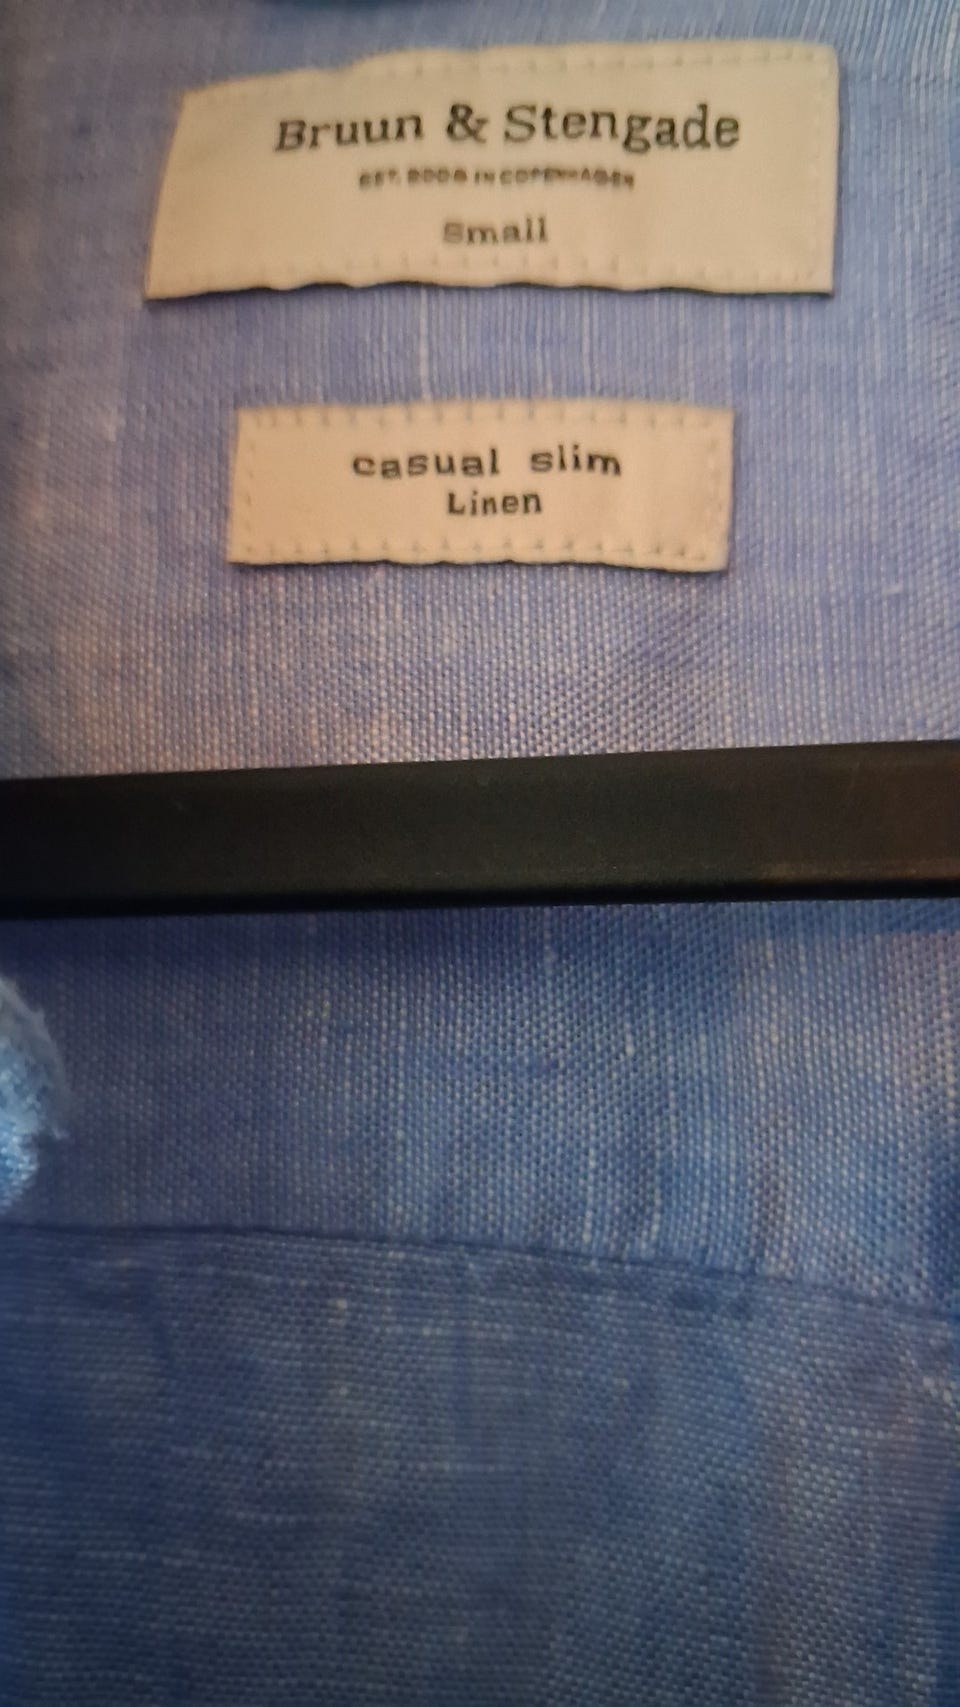 Bruun & Stengade
EST. 2006 IN COPENHAGEN
Small
casual slim
Linen